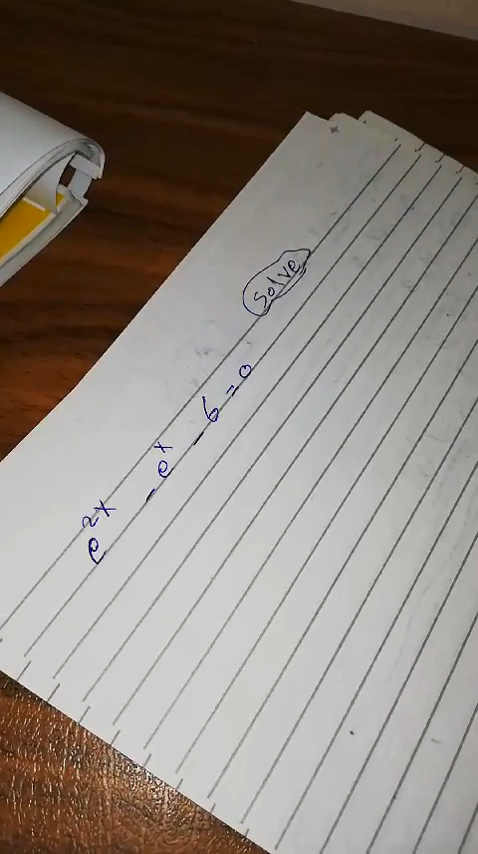 Solve
e^{2x} - e^x - 6 = 0